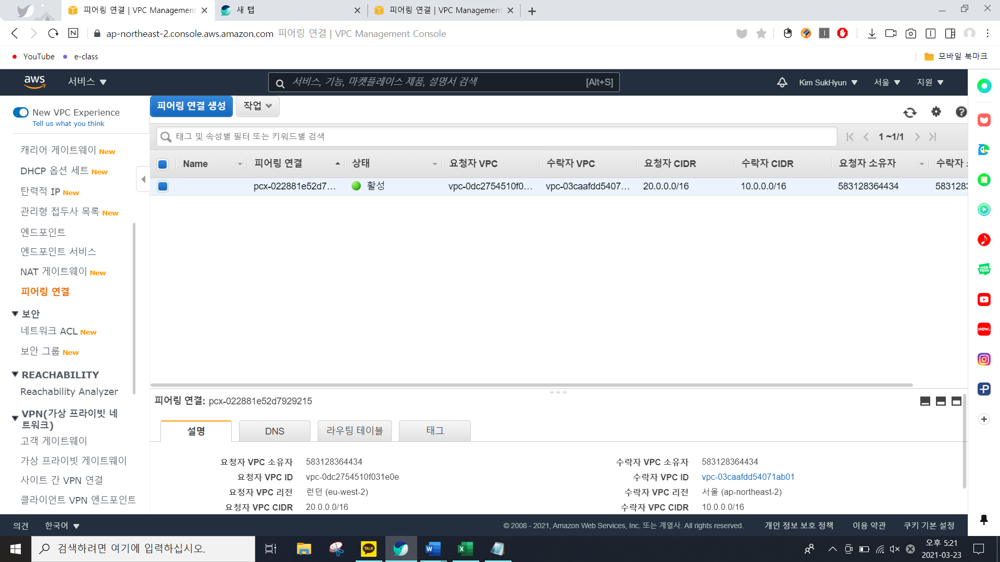 피어링 연결 | VPC Management
새 탭
피어링 연결 | VPC Management
ap-northeast-2.console.aws.amazon.com 피어링 연결 | VPC Management Console
YouTube
e-class
모바일 북마크
aws
서비스
서비스, 기능, 마켓플레이스 제품, 설명서 검색 [Alt+S]
Kim SukHyun
서울
지원
New VPC Experience
Tell us what you think
피어링 연결 생성
작업
태그 및 속성별 필터 또는 키워드별 검색
1 ~1/1
캐리어 게이트웨이 New
DHCP 옵션 세트 New
탄력적 IP New
관리형 접두사 목록 New
엔드포인트
엔드포인트 서비스
NAT 게이트웨이 New
피어링 연결
보안
네트워크 ACL New
보안 그룹 New
REACHABILITY
Reachability Analyzer
VPN(가상 프라이빗 네
트워크)
고객 게이트웨이
가상 프라이빗 게이트웨이
사이트 간 VPN 연결
클라이언트 VPN 엔드포인트
Name 피어링 연결 상태 요청자 VPC 수락자 VPC 요청자 CIDR 수락자 CIDR 요청자 소유자 수락자
pcx-022881e52d7... 활성 vpc-0dc2754510f0... vpc-03caafdd5407... 20.0.0.0/16 10.0.0.0/16 583128364434 58312
피어링 연결: pcx-022881e52d7929215
설명
DNS
라우팅 테이블
태그
요청자 VPC 소유자 583128364434
요청자 VPC ID vpc-0dc2754510f031e0e
요청자 VPC 리전 런던 (eu-west-2)
요청자 VPC CIDR 20.0.0.0/16
수락자 VPC 소유자 583128364434
수락자 VPC ID vpc-03caafdd54071ab01
수락자 VPC 리전 서울 (ap-northeast-2)
수락자 VPC CIDR 10.0.0.0/16
의견
한국어
© 2008 - 2021, Amazon Web Services, Inc. 또는 계열사. All rights reserved.
개인 정보 보호 정책
이용 약관
쿠키 기본 설정
WEB
TOON
NOW.
검색하려면 여기에 입력하십시오.
TALK
오후 5:21
2021-03-23